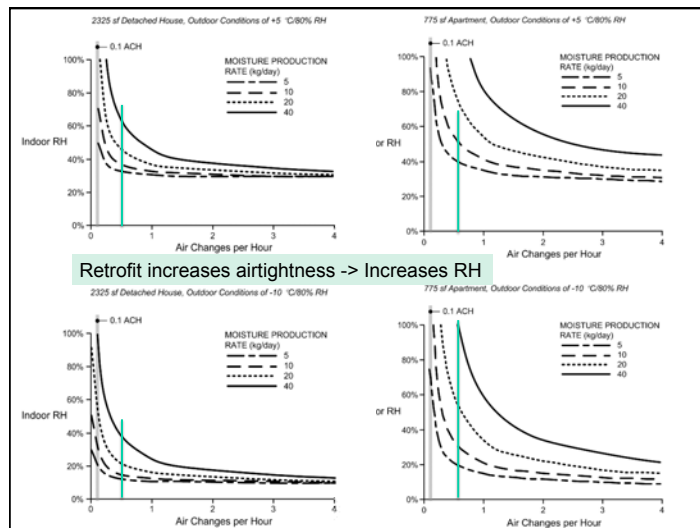 2325 sf Detached House, Outdoor Conditions of +5 °C/80% RH
0.1 ACH
MOISTURE PRODUCTION
RATE (kg/day)
5
10
20
40
100%
80%
60%
40%
20%
0%
Indoor RH
0 1 2 3 4
Air Changes per Hour
775 sf Apartment, Outdoor Conditions of +5 °C/80% RH
0.1 ACH
MOISTURE PRODUCTION
RATE (kg/day)
5
10
20
40
100%
80%
60%
40%
20%
0%
or RH
0 1 2 3 4
Air Changes per Hour
Retrofit increases airtightness -> Increases RH
2325 sf Detached House, Outdoor Conditions of -10 °C/80% RH
0.1 ACH
MOISTURE PRODUCTION
RATE (kg/day)
5
10
20
40
100%
80%
60%
40%
20%
0%
Indoor RH
0 1 2 3 4
Air Changes per Hour
775 sf Apartment, Outdoor Conditions of -10 °C/80% RH
0.1 ACH
MOISTURE PRODUCTION
RATE (kg/day)
5
10
20
40
100%
80%
60%
40%
20%
0%
or RH
0 1 2 3 4
Air Changes per Hour